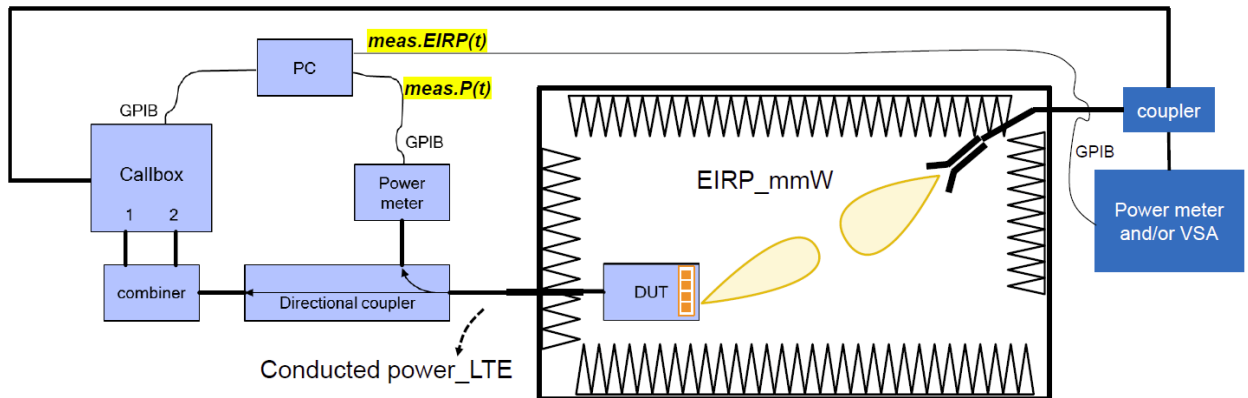 meas.EIRP(t)
PC
meas.P(t)
GPIB
GPIB
coupler
GPIB
Callbox
1 2
Power
meter
EIRP_mmW
Power meter
and/or VSA
combiner
Directional coupler
DUT
Conducted power_LTE